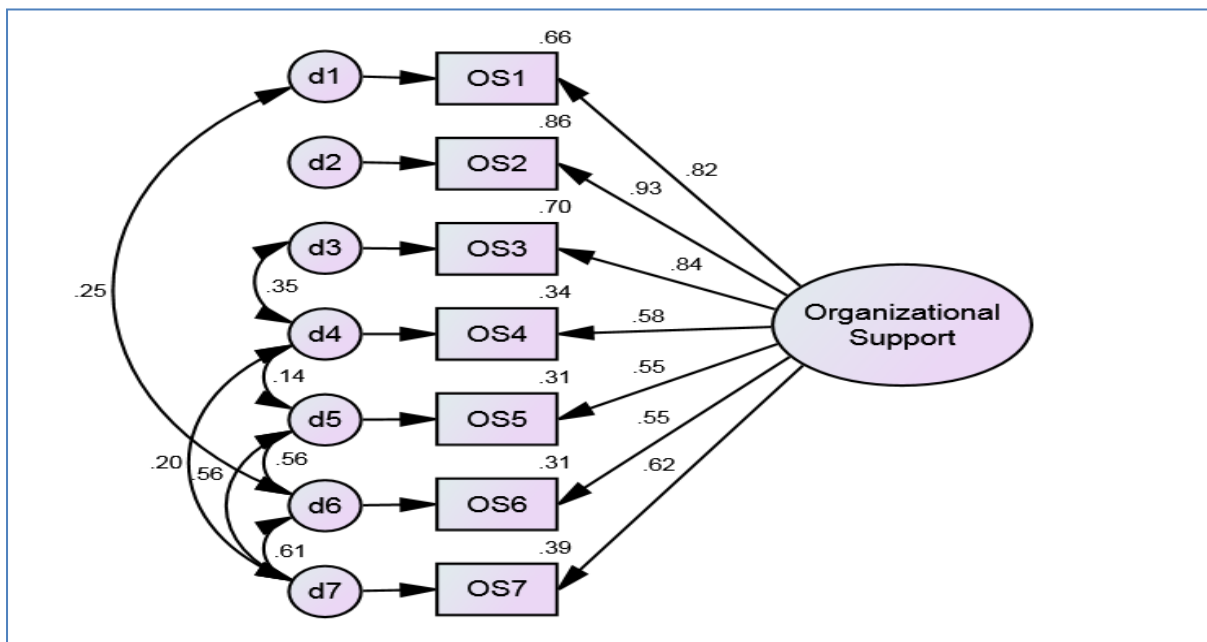 .66
d1
OS1
.86
.82
d2
OS2
.93
.70
d3
OS3
.84
.25
.35
.34
d4
OS4
.58
Organizational
Support
.14
.31
.55
d5
OS5
.55
.20
.56
.56
.31
.62
d6
OS6
.61
.39
d7
OS7